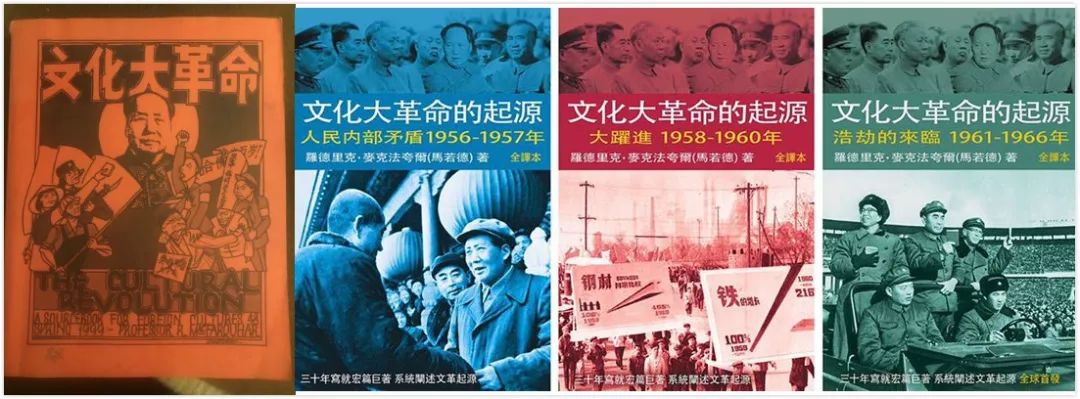 文化大革命
THE CULTURAL
REVOLUTION
A SOURCEBOOK FOR FOREIGN CULTURES
SPRING PROFESSOR R. MACFARQUHAR
文化大革命的起源
人民內部矛盾 1956-1957年
羅德里克·麥克法夸爾(馬若德) 著 全譯本
三十年寫就宏篇巨著 系統闡述文革起源
文化大革命的起源
大躍進 1958-1960年
羅德里克·麥克法夸爾(馬若德) 著 全譯本
鋼材
100%
1959
铁
100%
1959
1960
三十年寫就宏篇巨著 系統闡述文革起源
文化大革命的起源
浩劫的來臨 1961-1966年
羅德里克·麥克法夸爾(馬若德) 著 全譯本
三十年寫就宏篇巨著 系統闡述文革起源 全球首發